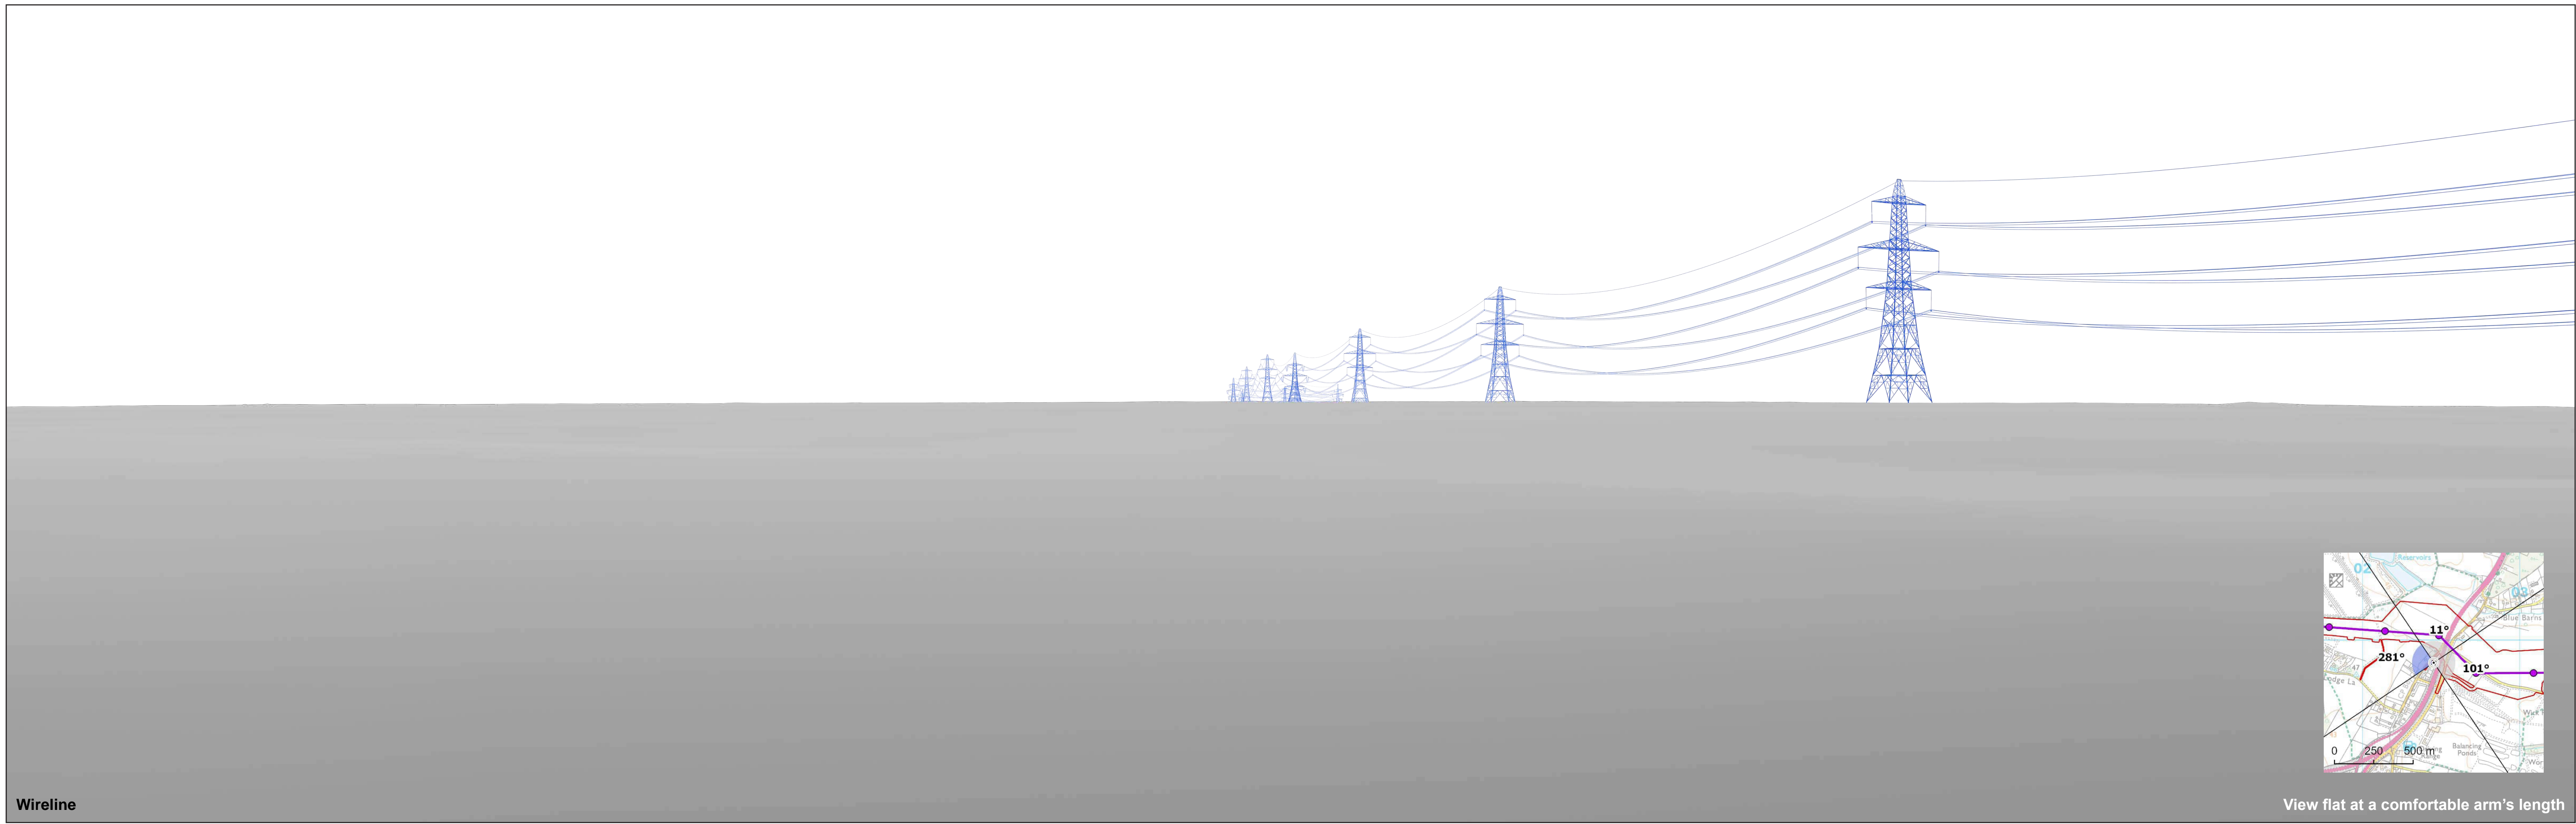 Reservoirs
02
03
Blue Barns
11°
281°
101°
47
Balancing
Ponds
0 250 500 m
Wireline
View flat at a comfortable arm's length